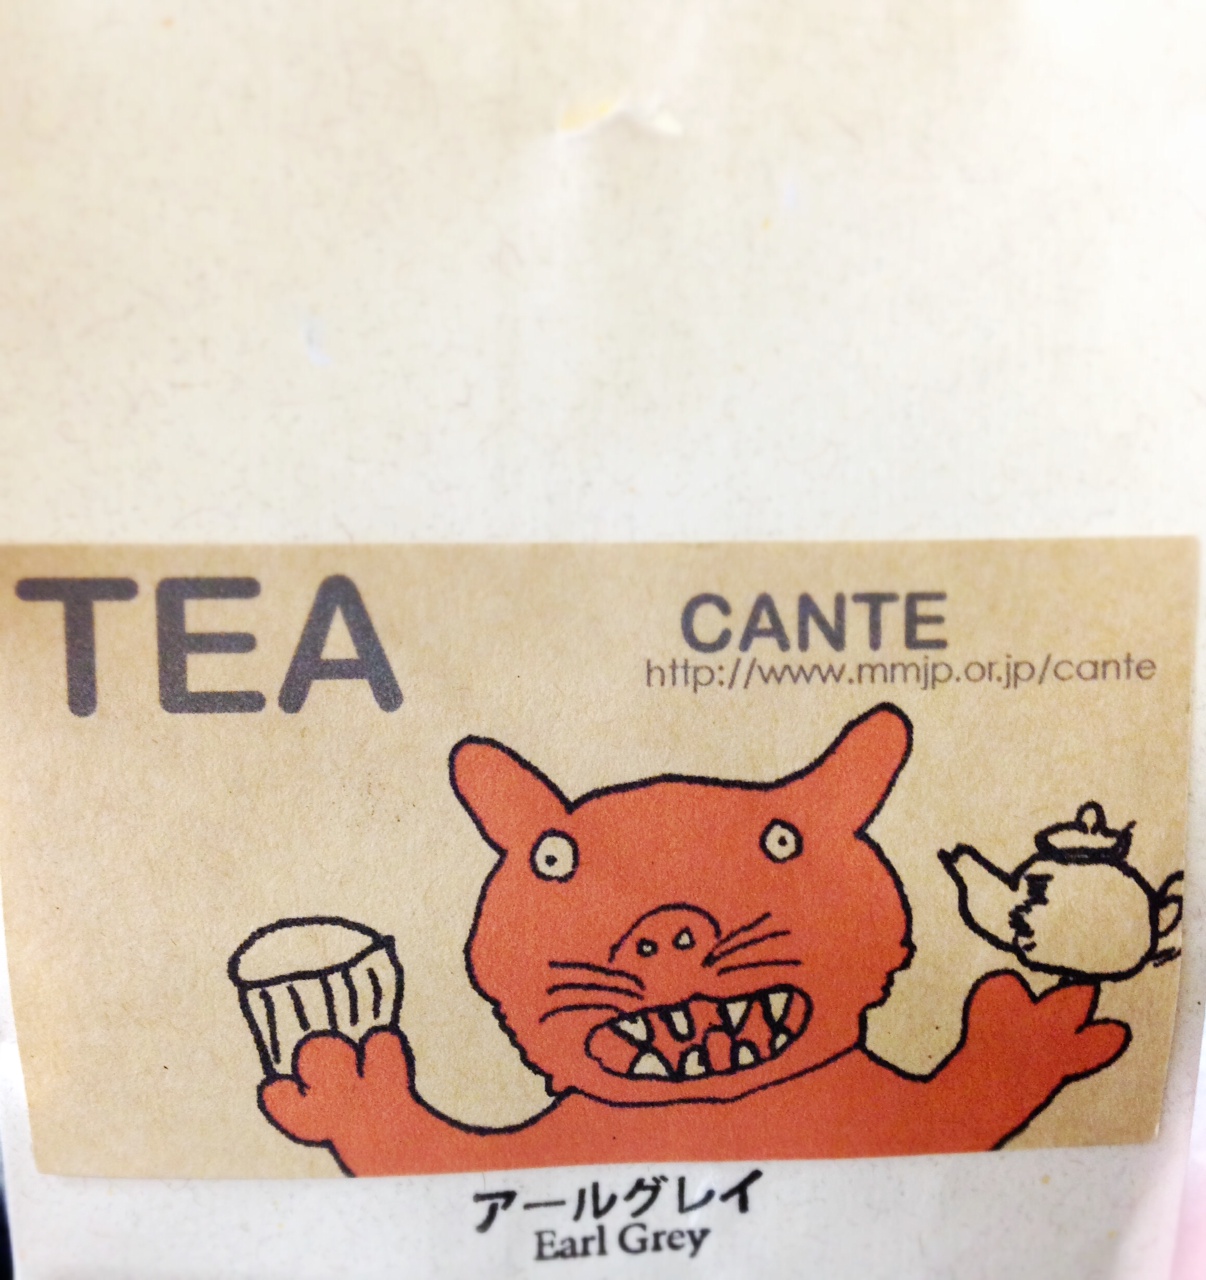 TEA
CANTE
http://www.mmjp.or.jp/cante
アールグレイ
Earl Grey